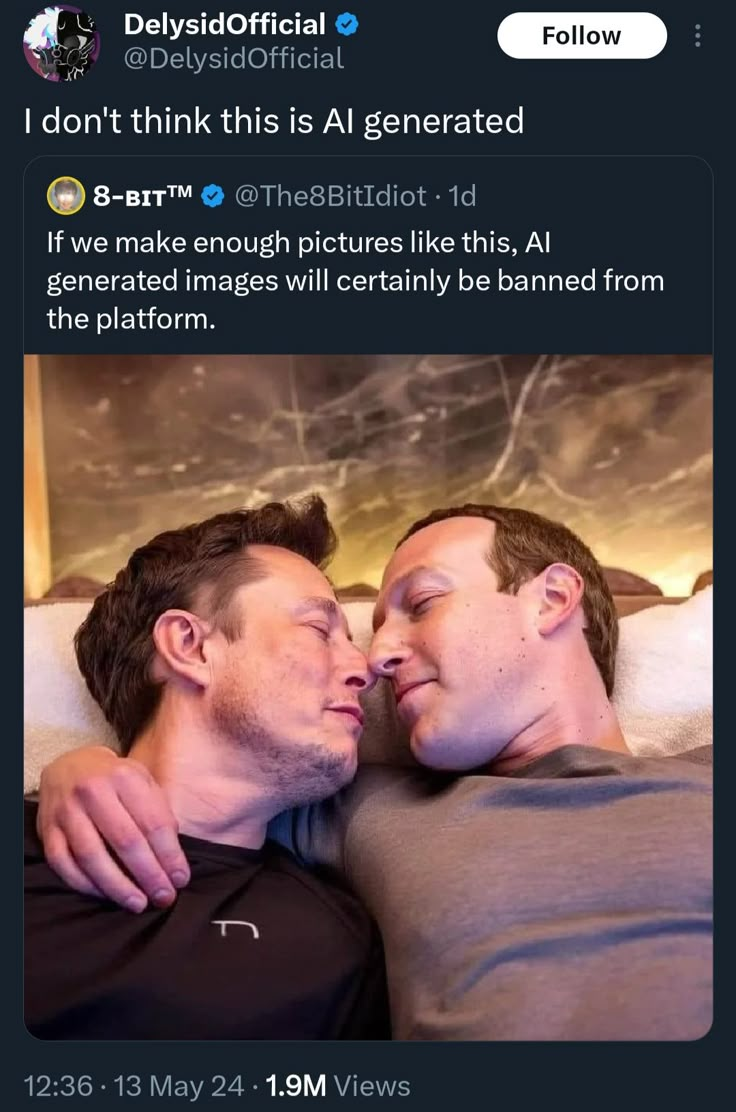 DelysidOfficial
@DelysidOfficial
Follow
I don't think this is AI generated
8-ʙɪᴛ™ @The8BitIdiot · 1d
If we make enough pictures like this, AI
generated images will certainly be banned from
the platform.
12:36 · 13 May 24 · 1.9M Views